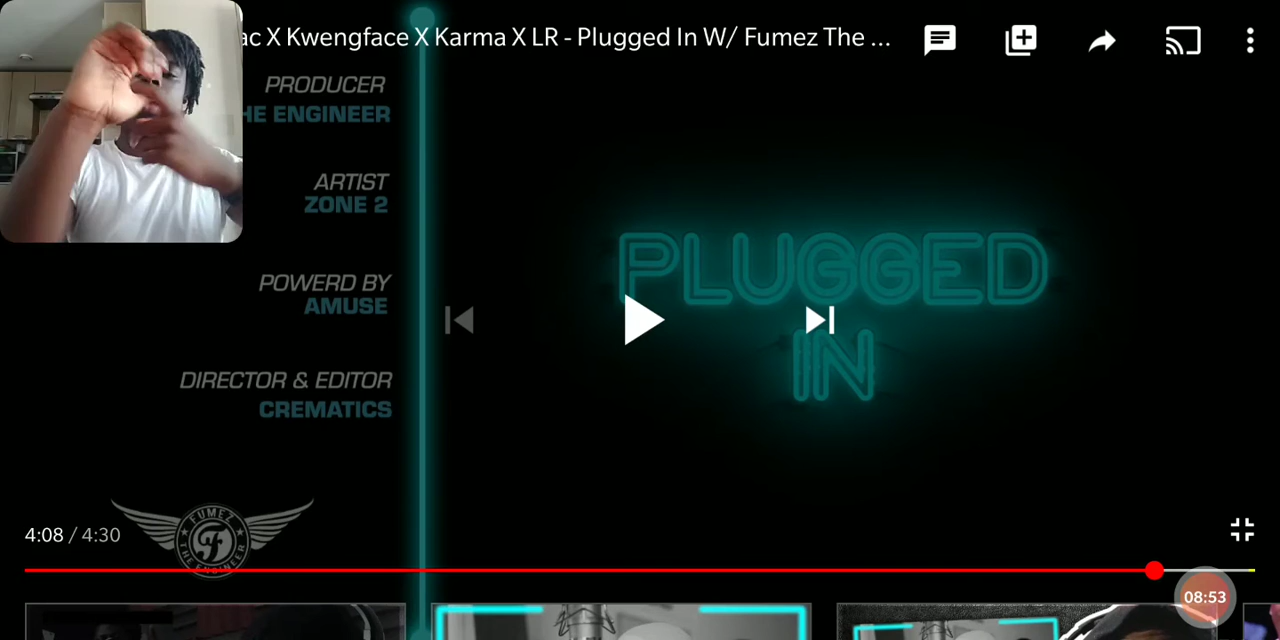 ac X Kwengface X Karma X LR - Plugged In W/ Fumez The ...
PRODUCER
HE ENGINEER
ARTIST
ZONE 2
POWERD BY
AMUSE
DIRECTOR & EDITOR
CREMATICS
PLUGGED
IN
4:08 / 4:30
FUMEZ
THE ENGINEER
08:53